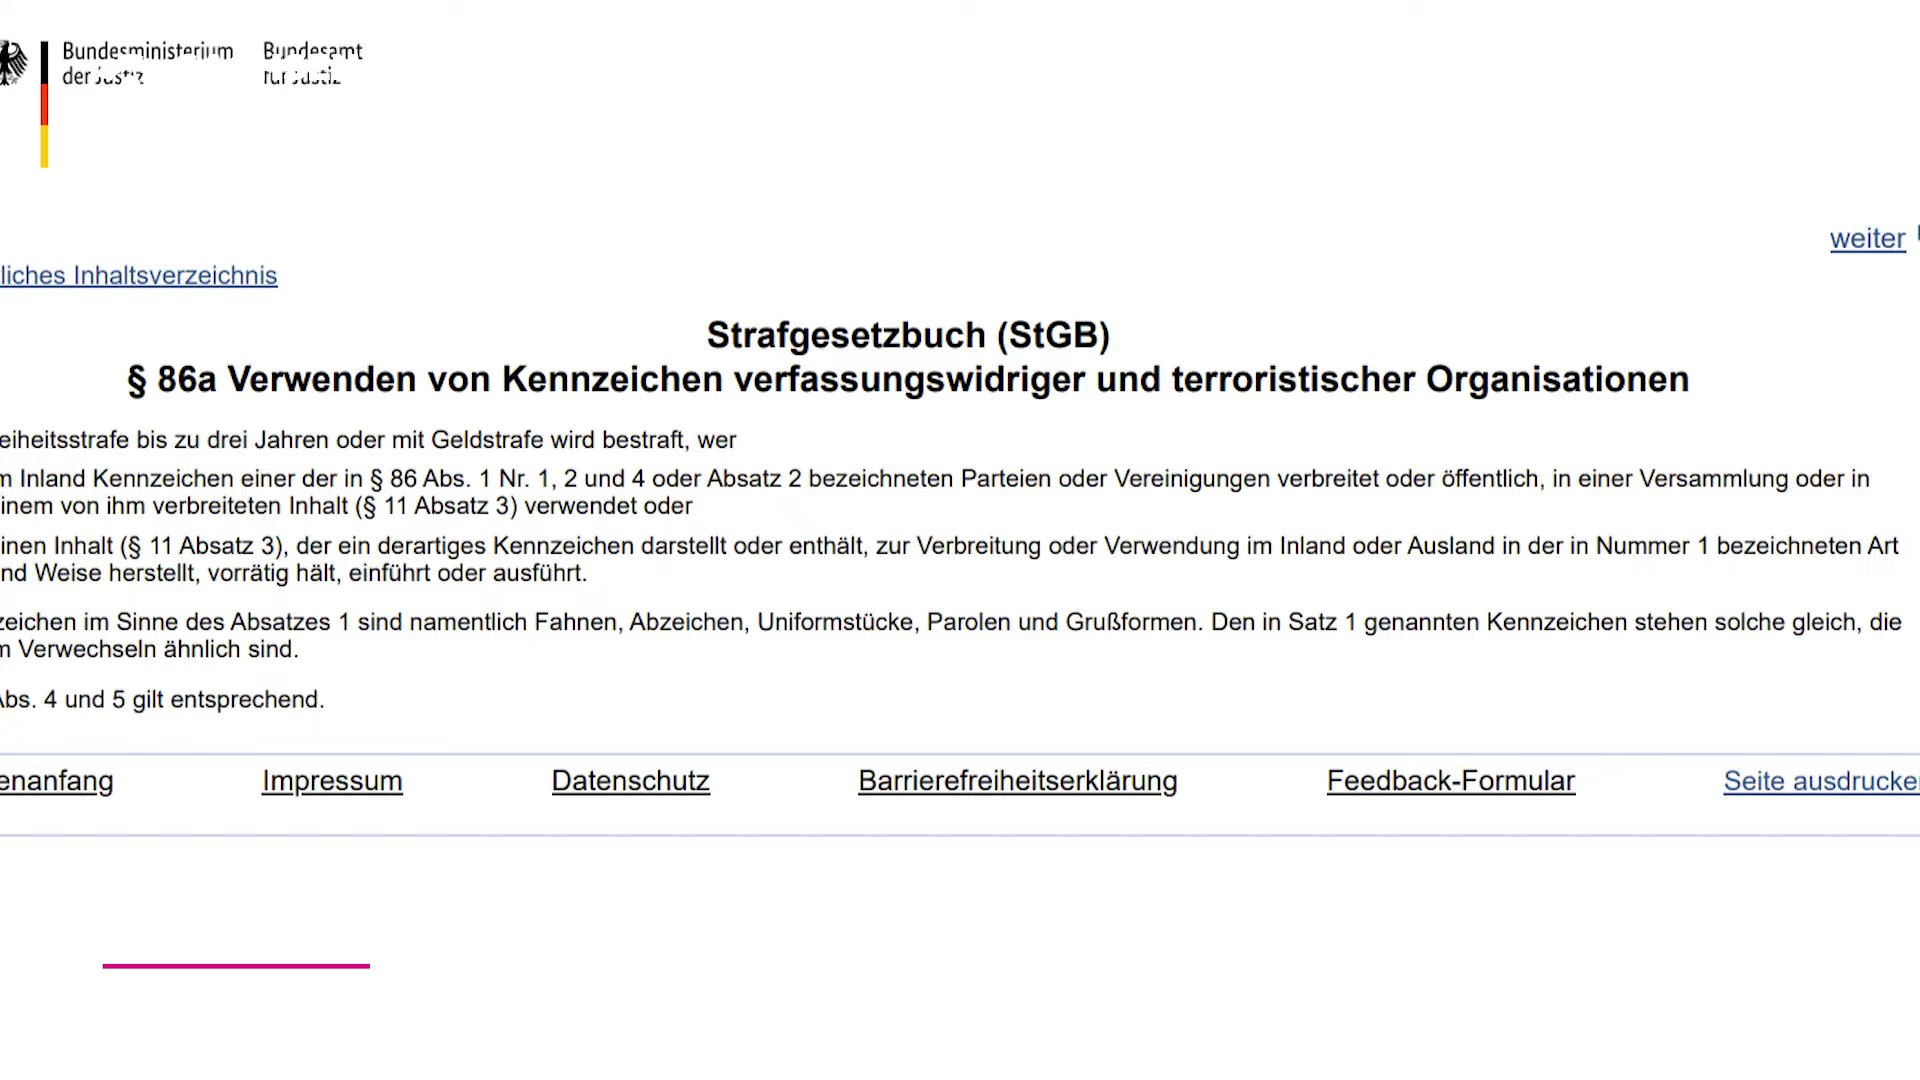 Bundesministerium
der Justiz
Bundesamt
für Justiz
weiter
liches Inhaltsverzeichnis
Strafgesetzbuch (StGB)
§ 86a Verwenden von Kennzeichen verfassungswidriger und terroristischer Organisationen
eiheitsstrafe bis zu drei Jahren oder mit Geldstrafe wird bestraft, wer
m Inland Kennzeichen einer der in § 86 Abs. 1 Nr. 1, 2 und 4 oder Absatz 2 bezeichneten Parteien oder Vereinigungen verbreitet oder öffentlich, in einer Versammlung oder in
inem von ihm verbreiteten Inhalt (§ 11 Absatz 3) verwendet oder
inen Inhalt (§ 11 Absatz 3), der ein derartiges Kennzeichen darstellt oder enthält, zur Verbreitung oder Verwendung im Inland oder Ausland in der in Nummer 1 bezeichneten Art
nd Weise herstellt, vorrätig hält, einführt oder ausführt.
zeichen im Sinne des Absatzes 1 sind namentlich Fahnen, Abzeichen, Uniformstücke, Parolen und Grußformen. Den in Satz 1 genannten Kennzeichen stehen solche gleich, die
m Verwechseln ähnlich sind.
Abs. 4 und 5 gilt entsprechend.
enanfang Impressum Datenschutz Barrierefreiheitserklärung Feedback-Formular Seite ausdrucke